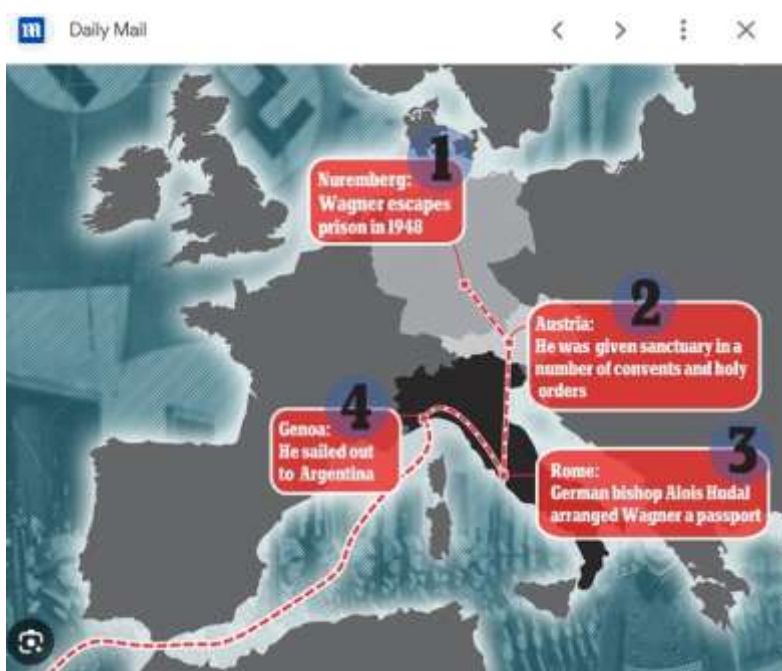 Daily Mail
1
Nuremberg:
Wagner escapes
prison in 1948
2
Austria:
He was given sanctuary in a
number of convents and holy
orders
3
Rome:
German bishop Alois Hudal
arranged Wagner a passport
4
Genoa:
He sailed out
to Argentina